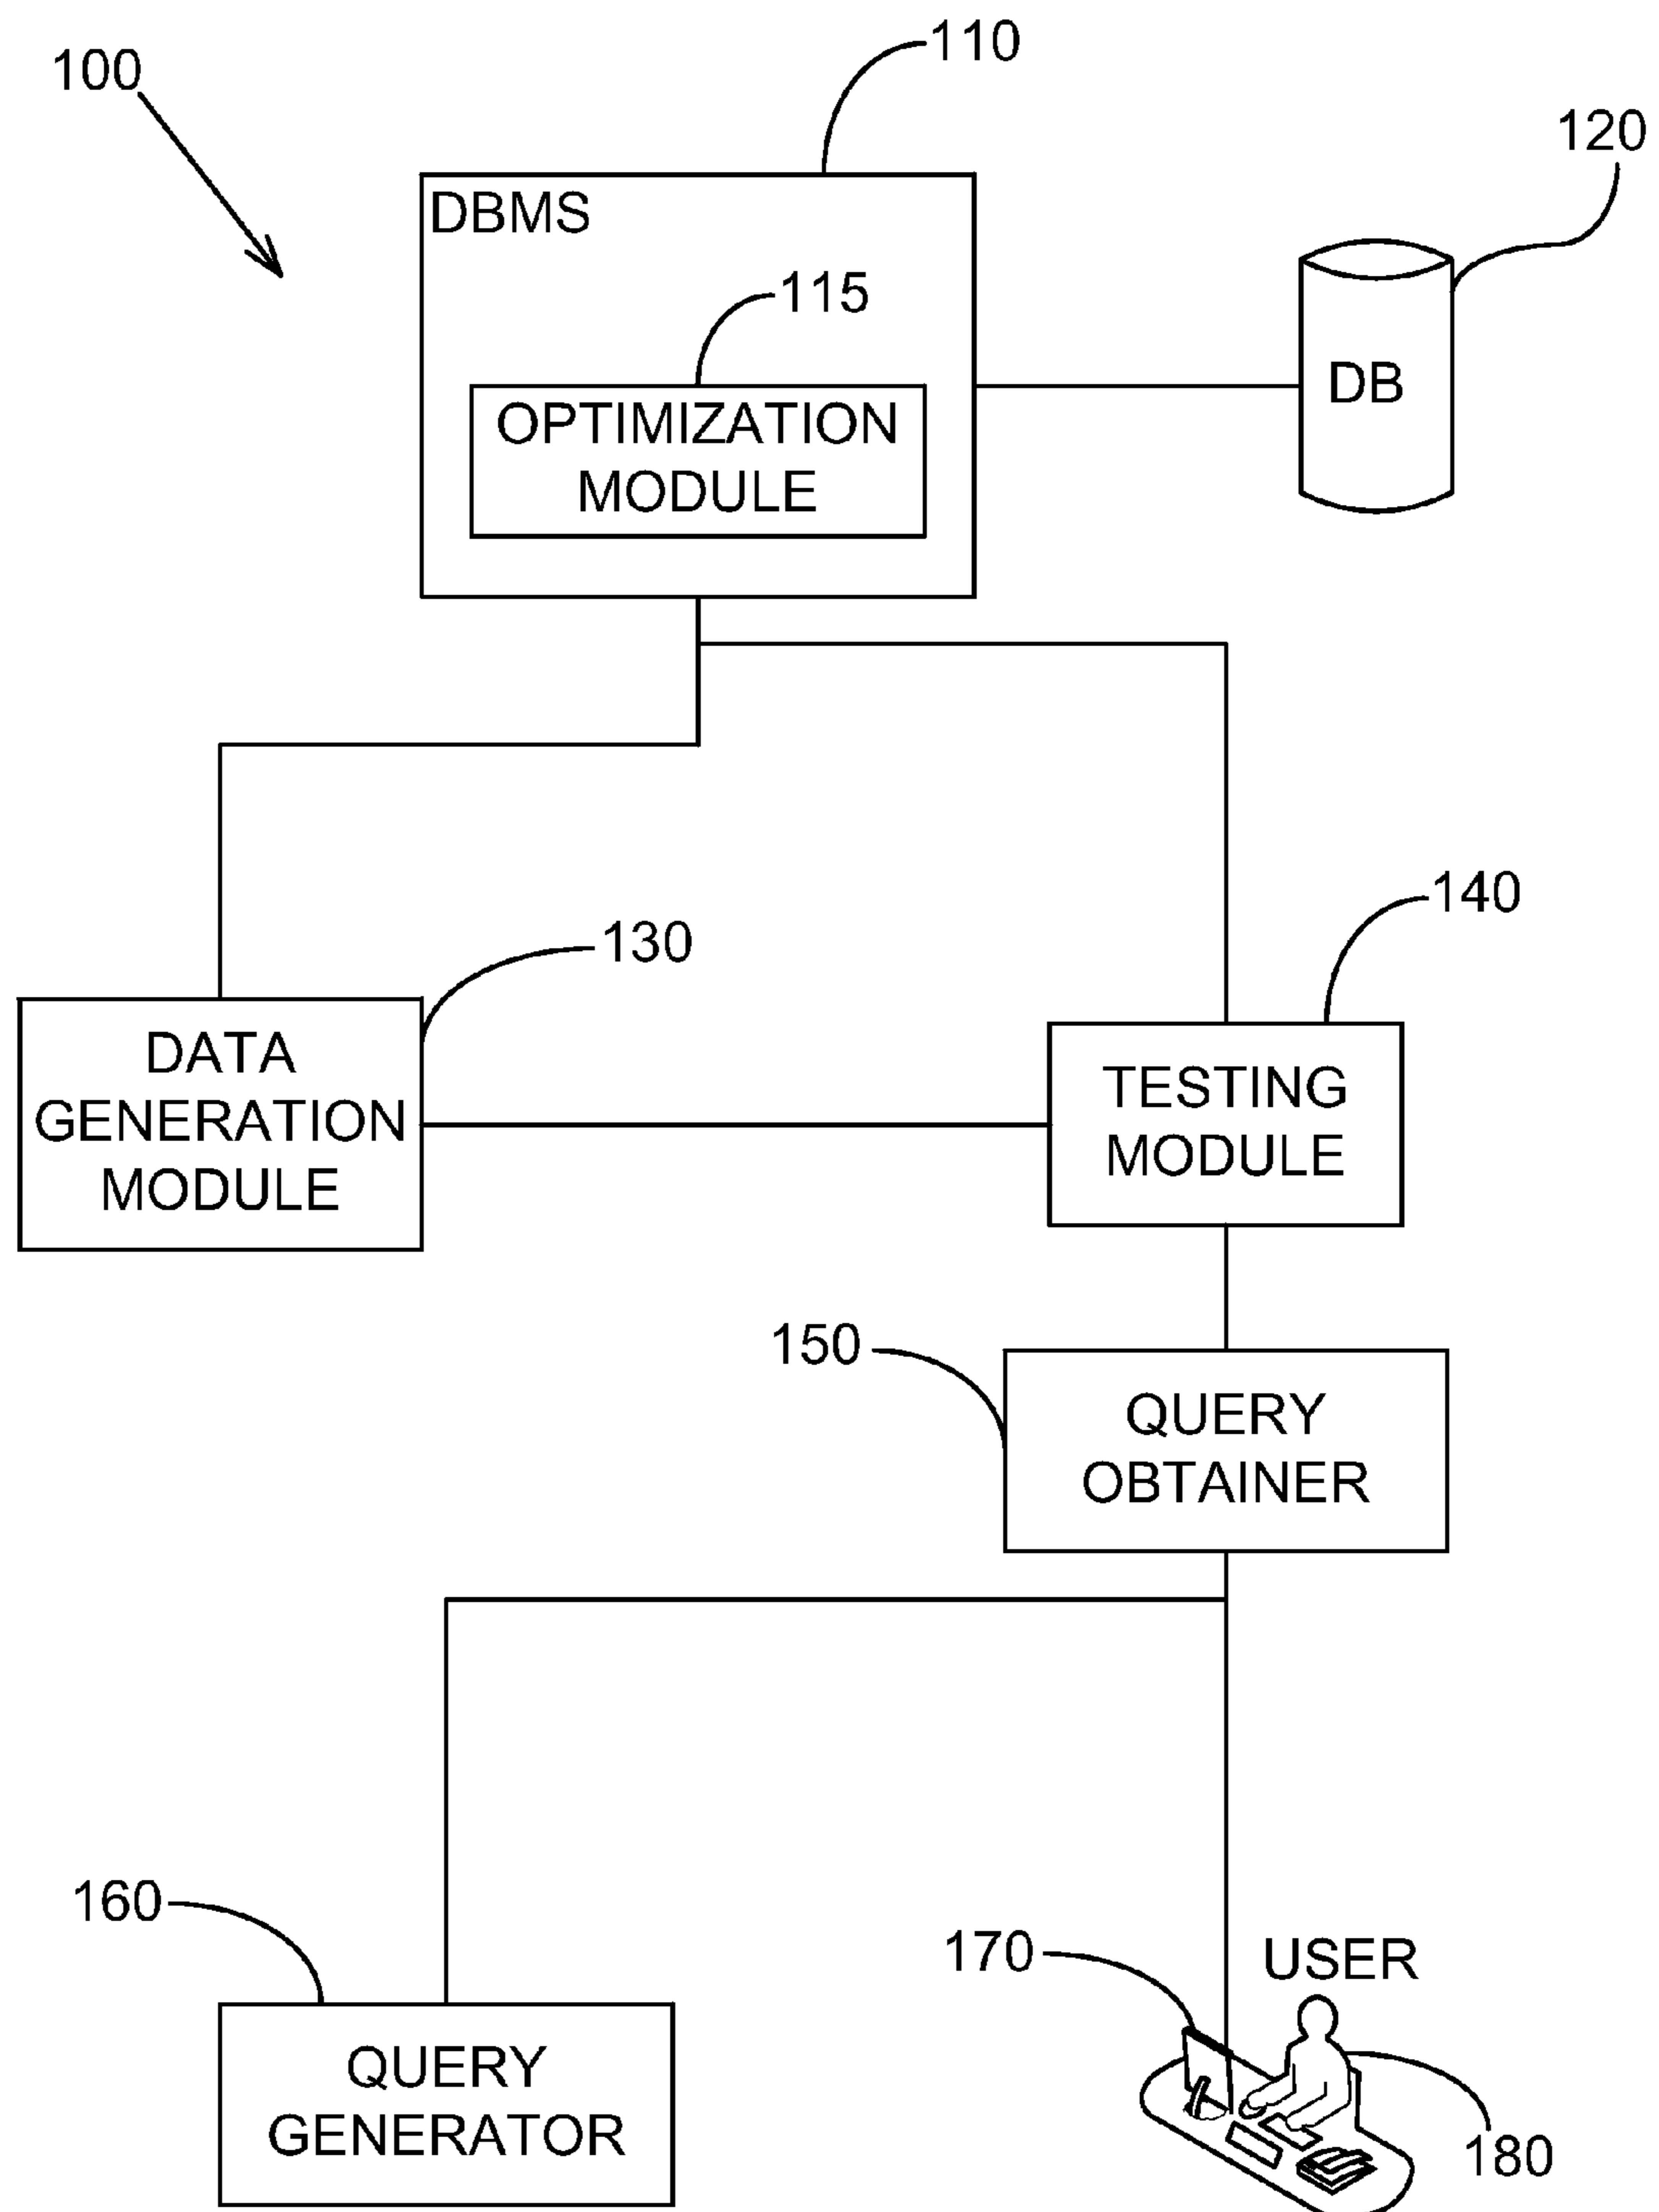 100
110
120
DBMS
115
OPTIMIZATION
MODULE
DB
130
140
DATA
GENERATION
MODULE
TESTING
MODULE
150
QUERY
OBTAINER
160
170
USER
QUERY
GENERATOR
180